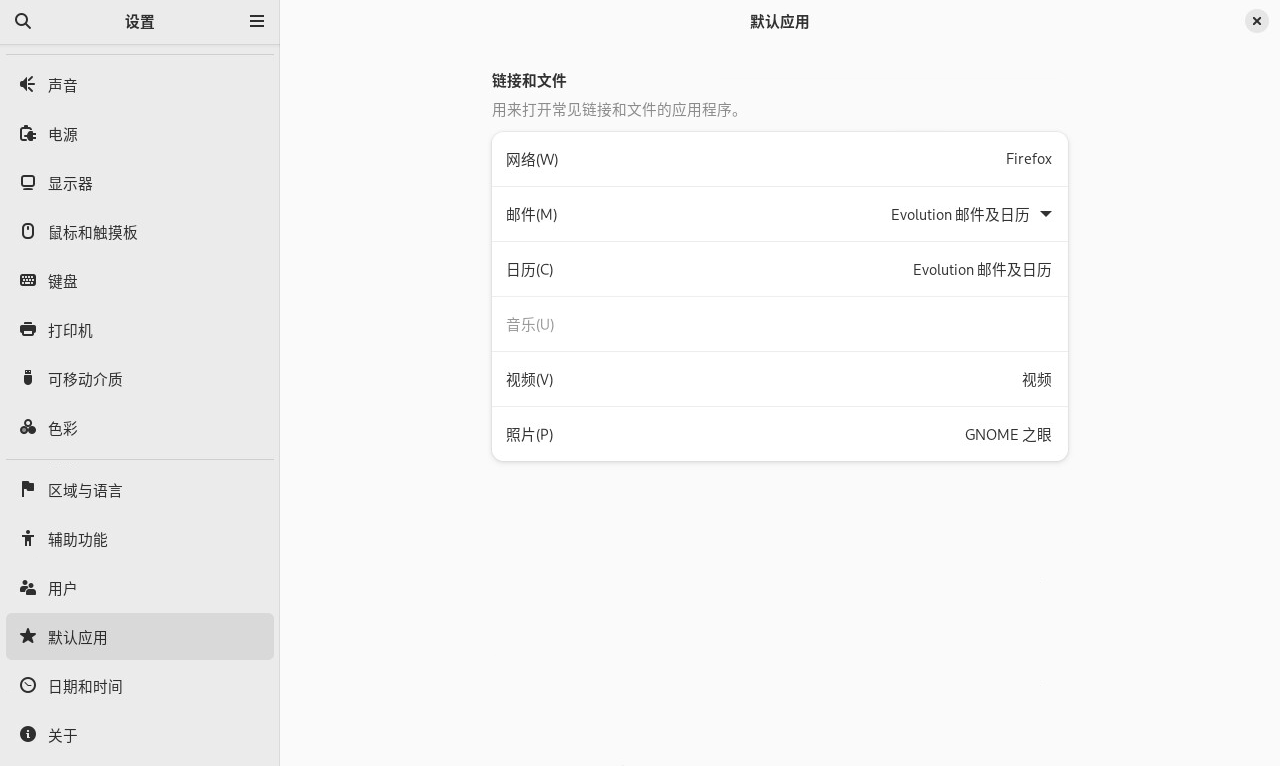 设置
声音
电源
显示器
鼠标和触摸板
键盘
打印机
可移动介质
色彩
区域与语言
辅助功能
用户
默认应用
日期和时间
关于
默认应用
链接和文件
用来打开常见链接和文件的应用程序。
网络(W) Firefox
邮件(M) Evolution 邮件及日历
日历(C) Evolution 邮件及日历
音乐(U)
视频(V) 视频
照片(P) GNOME 之眼